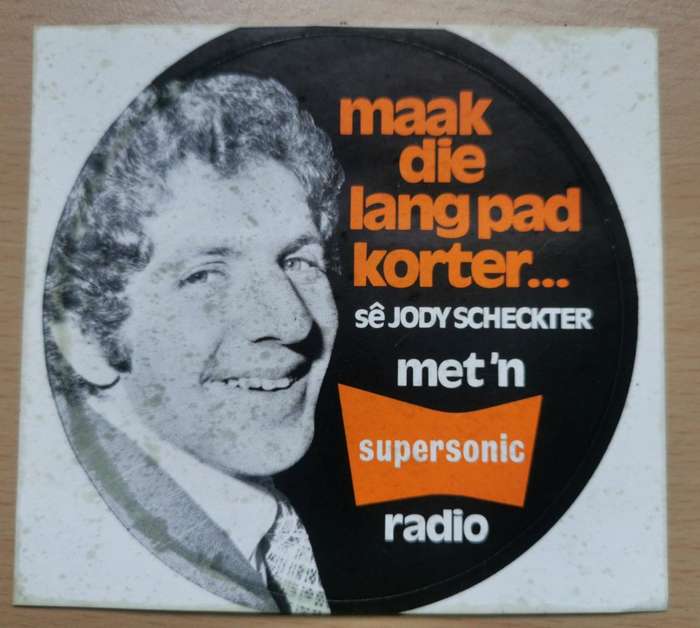 maak
die
lang pad
korter...
sê JODY SCHECKTER
met 'n
supersonic
radio